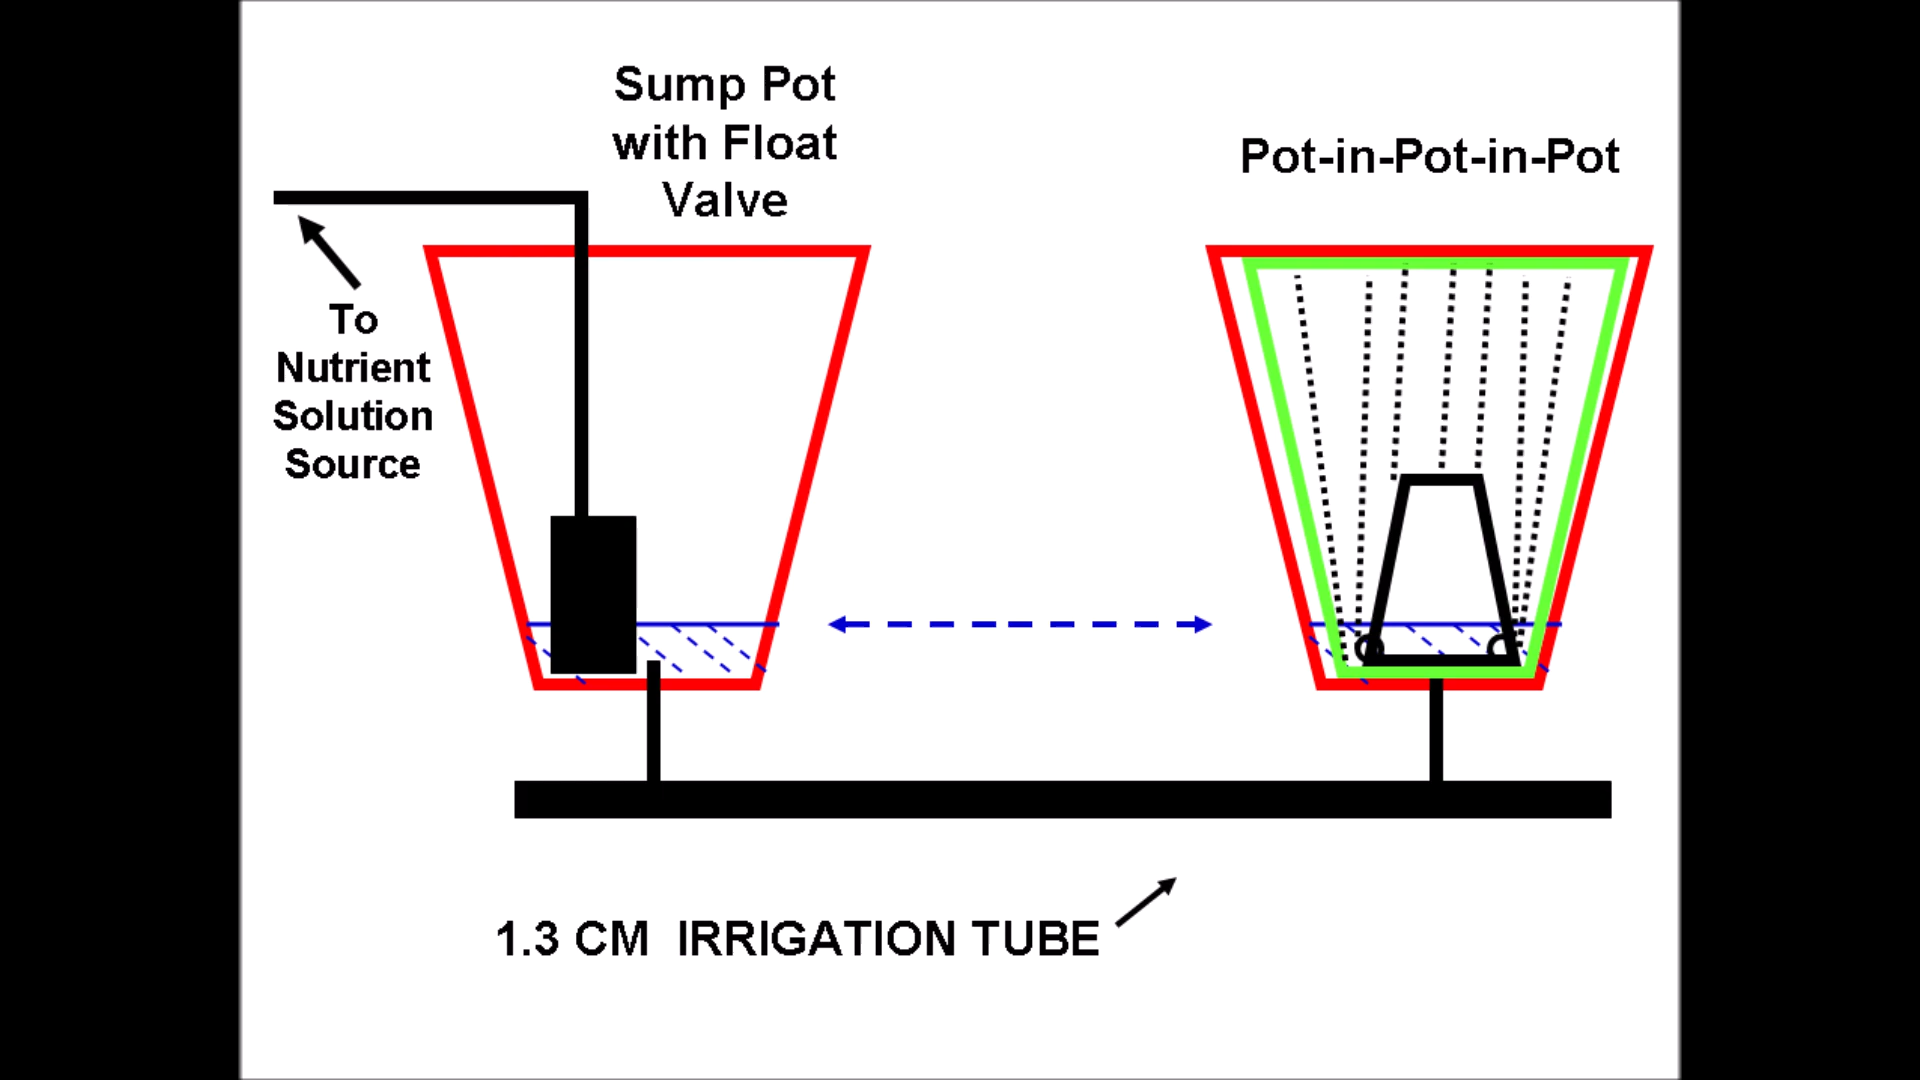 Sump Pot
with Float
Valve
Pot-in-Pot-in-Pot
To
Nutrient
Solution
Source
1.3 CM  IRRIGATION TUBE